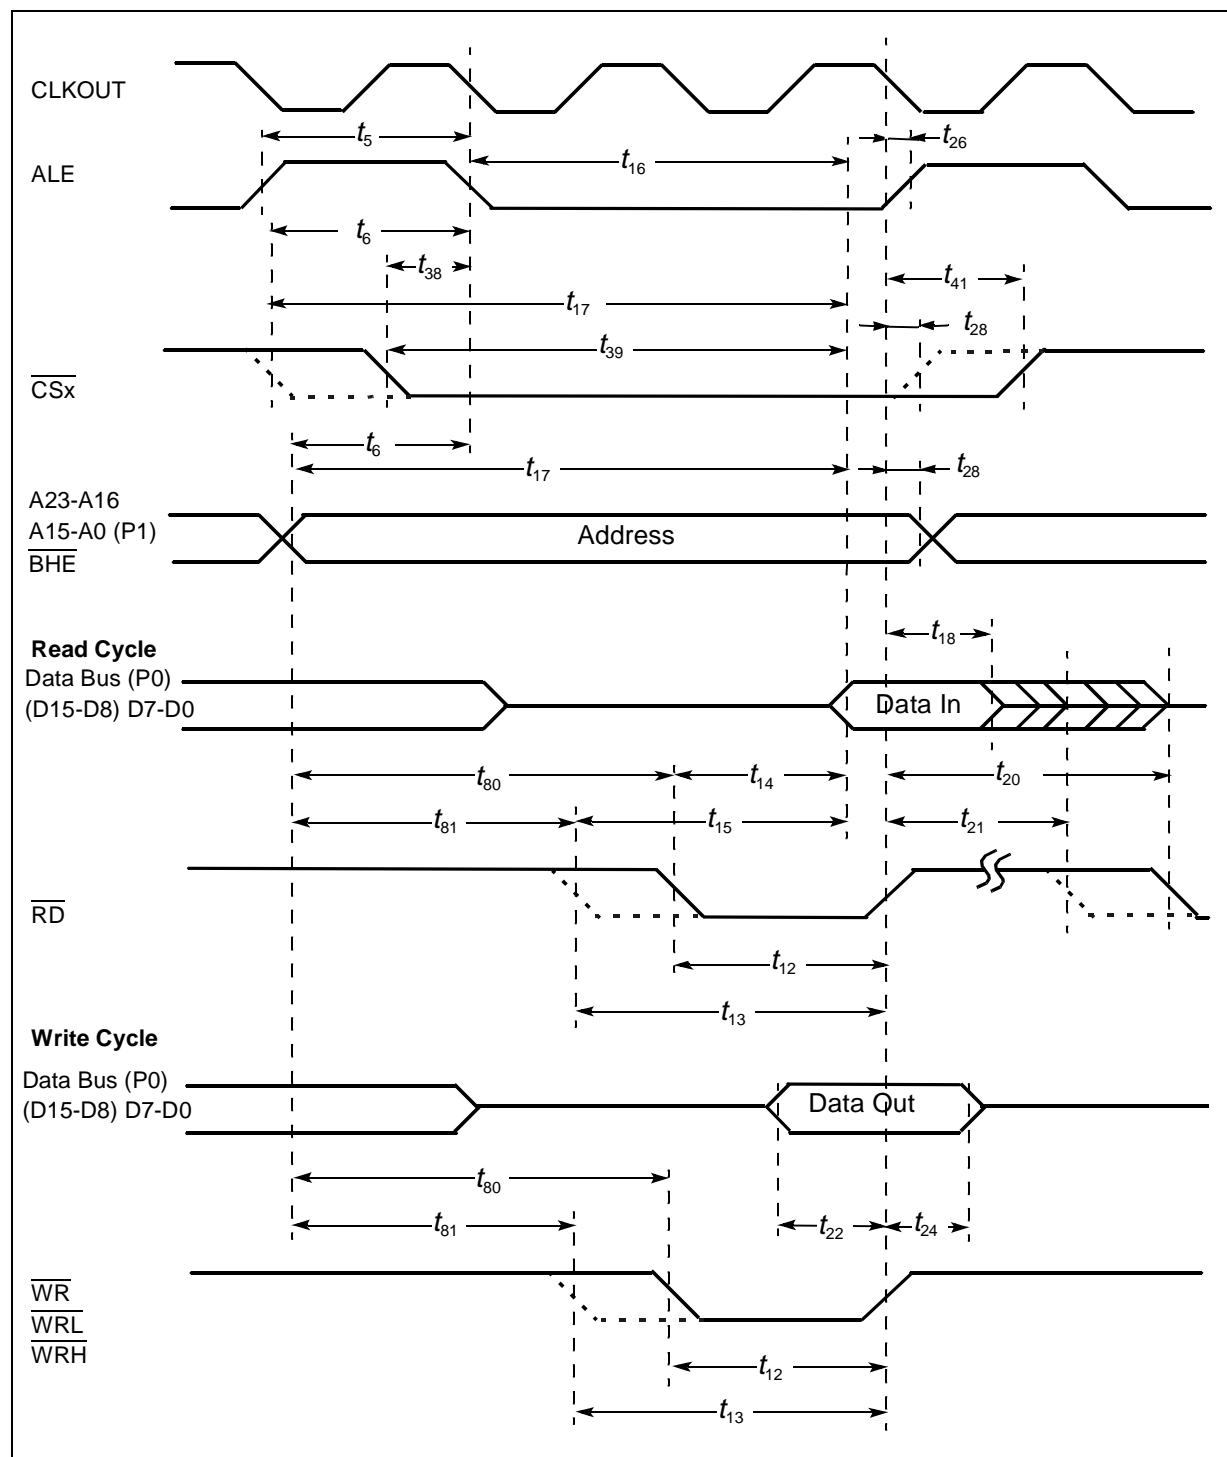 CLKOUT
t5
t26
ALE
t16
t6
t38
t41
t17
t28
t39
CSx
t6
t17
t28
A23-A16
A15-A0 (P1)
Address
BHE
t18
Read Cycle
Data Bus (P0)
(D15-D8) D7-D0
Data In
t80
t14
t20
t81
t15
t21
RD
t12
t13
Write Cycle
Data Bus (P0)
(D15-D8) D7-D0
Data Out
t80
t81
t22
t24
WR
WRL
WRH
t12
t13